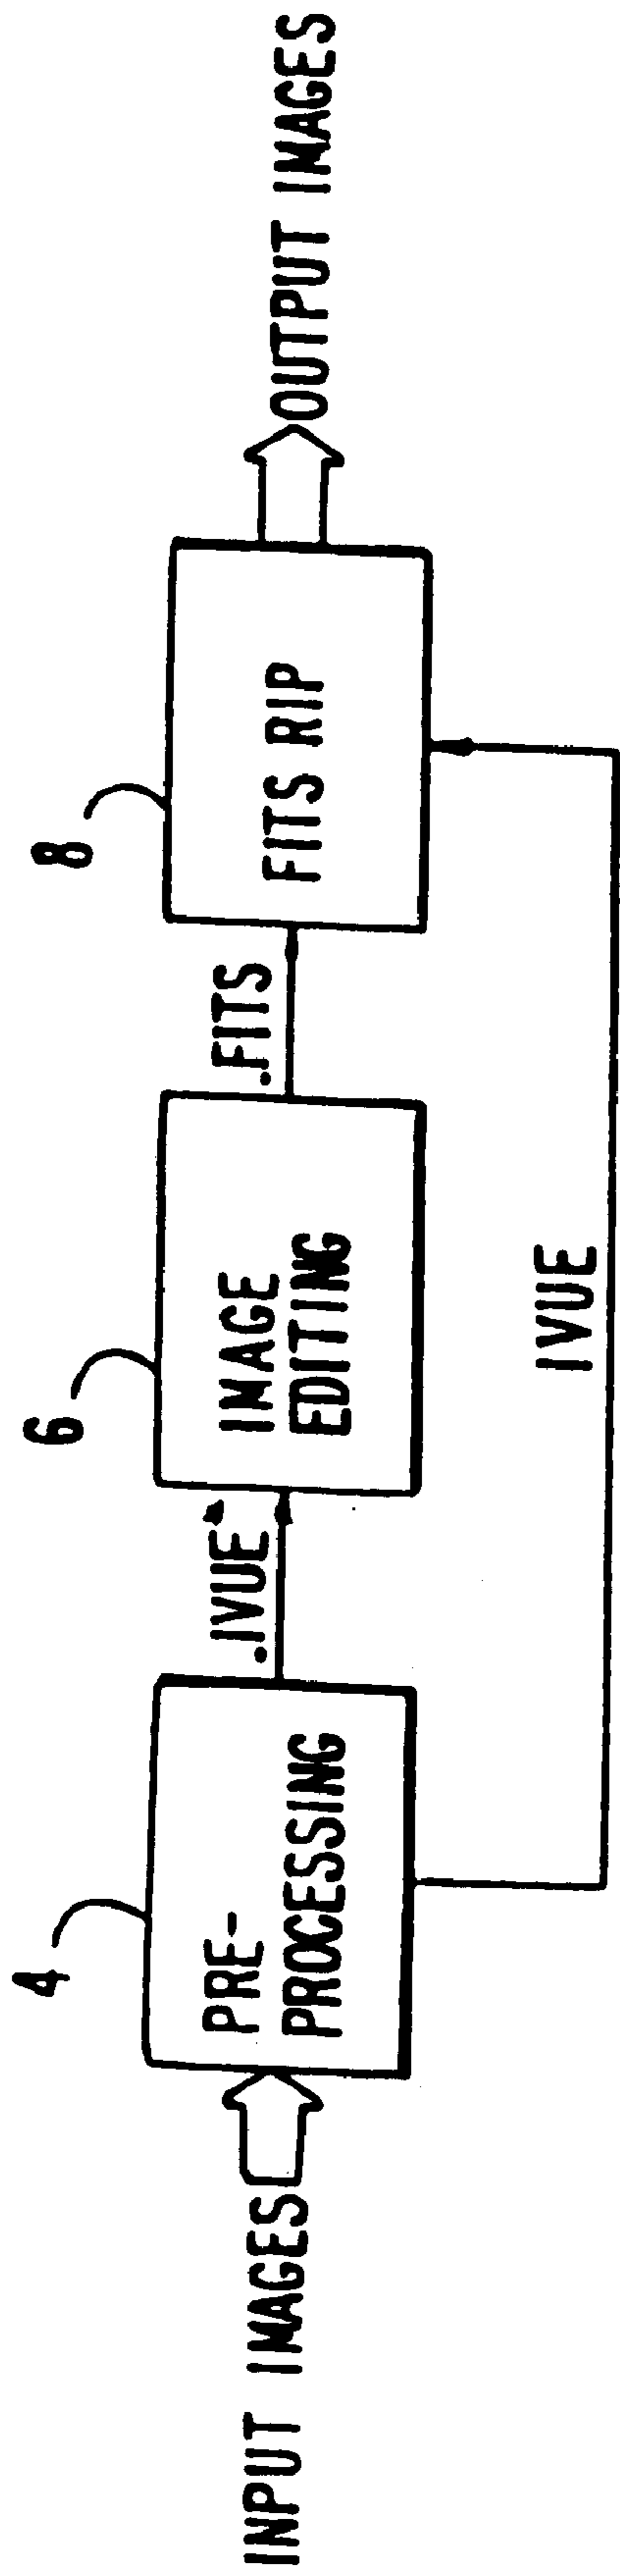 INPUT IMAGES
4
PRE-
PROCESSING
.IVUE
6
IMAGE
EDITING
.FITS
8
FITS RIP
OUTPUT IMAGES
IVUE